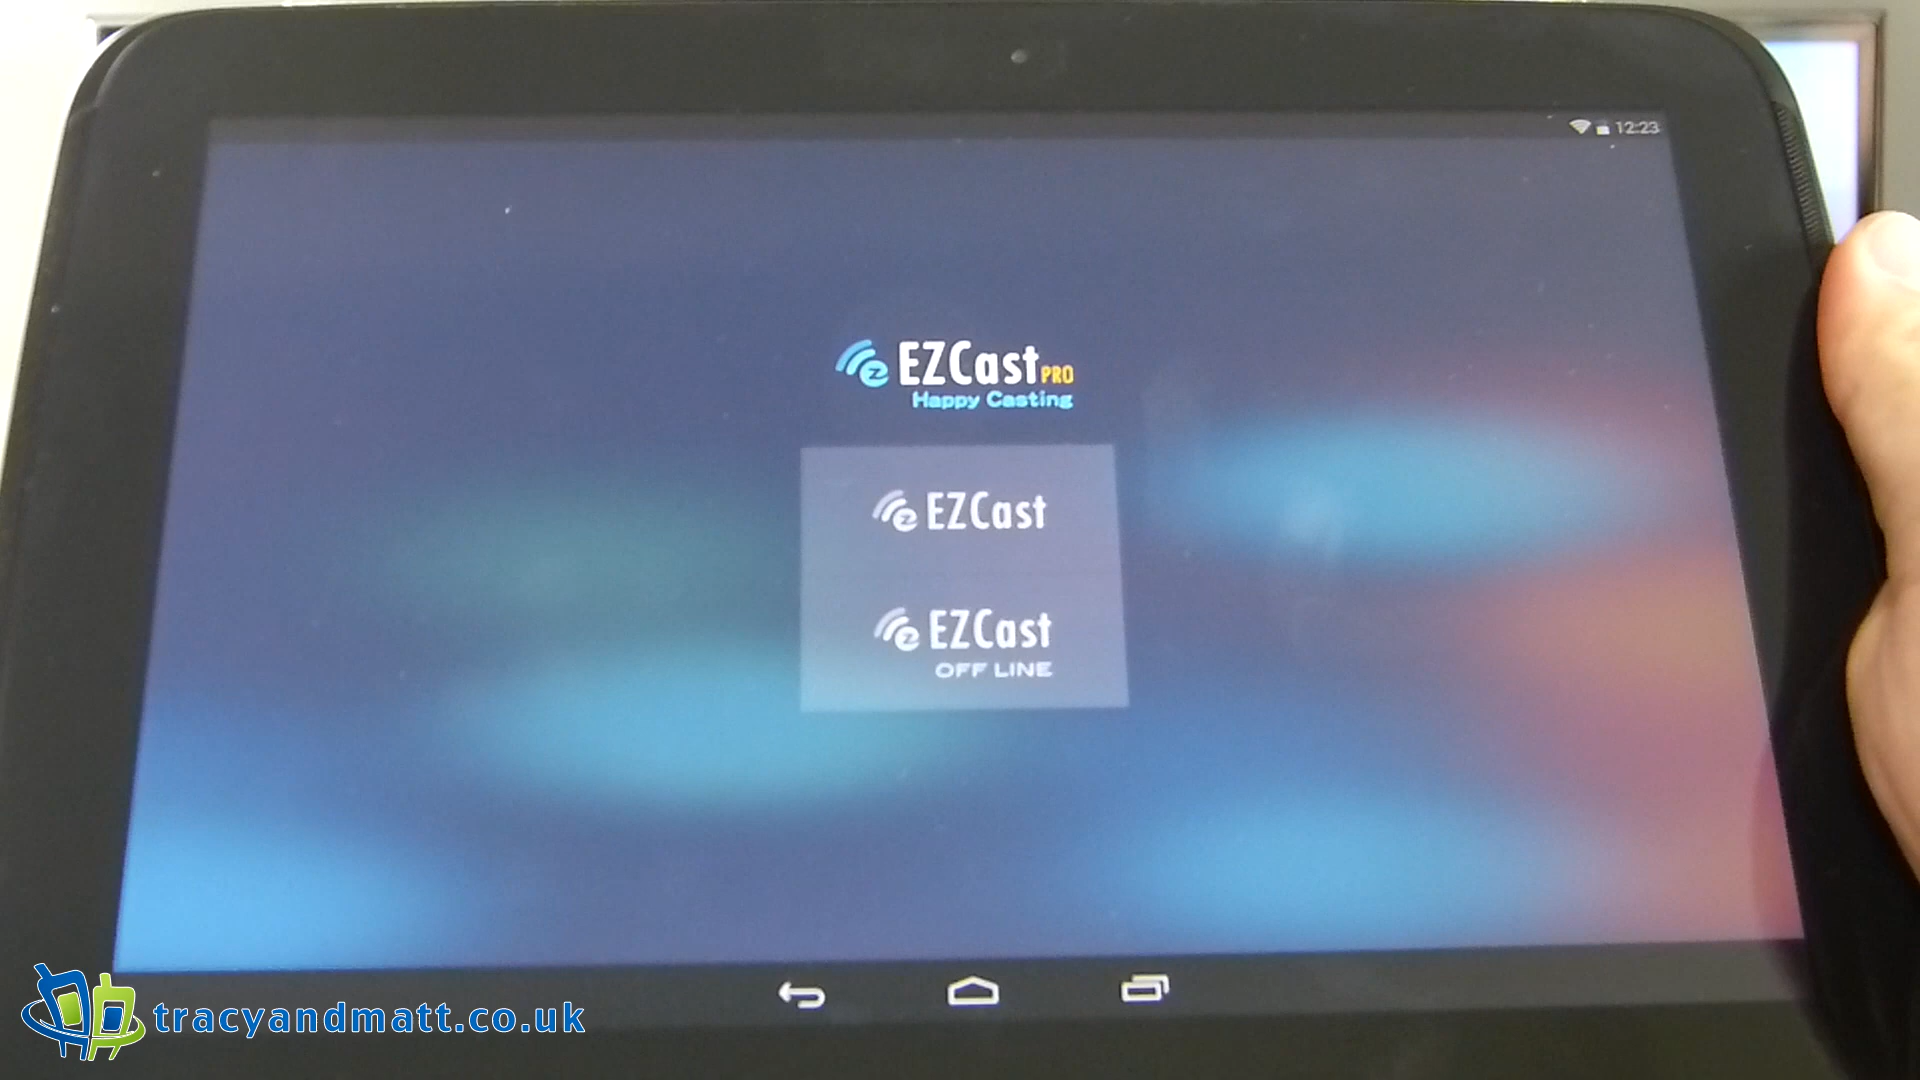 12:23
EZCast PRO
Happy Casting
EZCast
EZCast
OFF LINE
tracyandmatt.co.uk